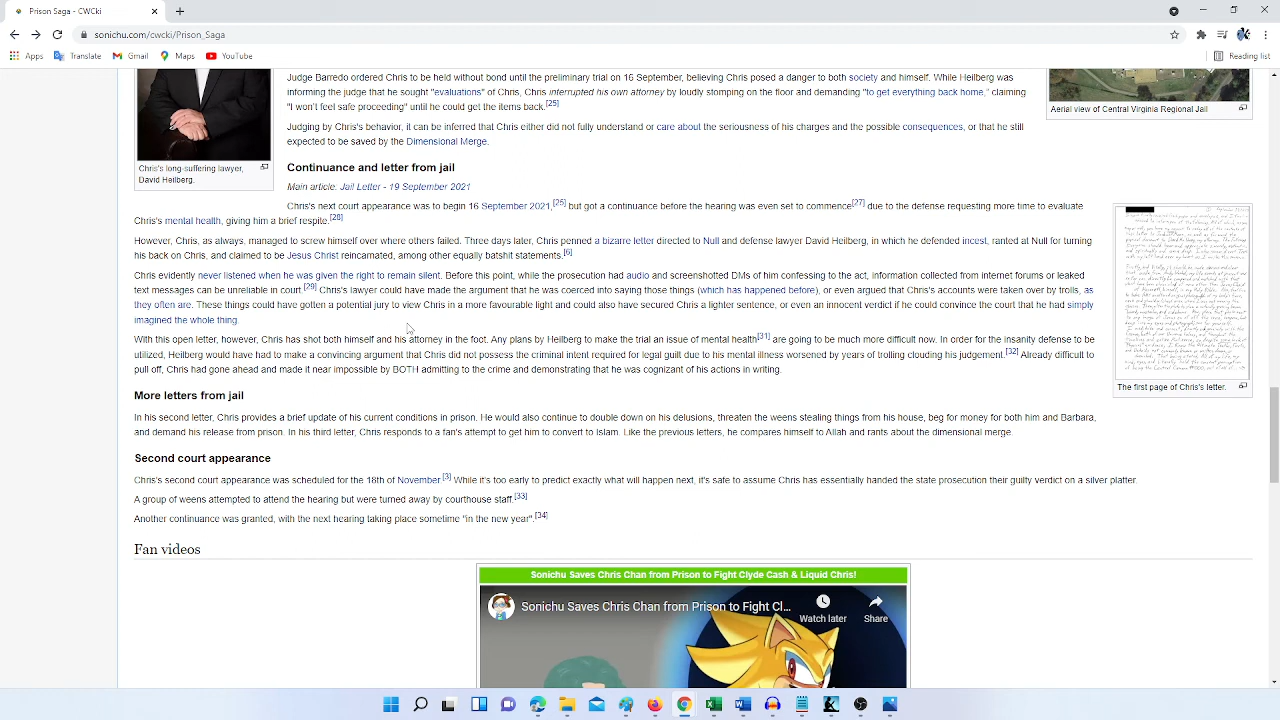 Prison Saga - CWCki
sonichu.com/cwcki/Prison_Saga
Apps Translate Gmail Maps YouTube Reading list
Judge Barredo ordered Chris to be held without bond until the preliminary trial on 16 September, believing Chris posed a danger to both society and himself. While Heilberg was
informing the judge that he sought "evaluations" of Chris, Chris interrupted his own attorney by loudly stomping on the floor and demanding "to get everything back home," claiming
"I won't feel safe proceeding" until he could get the items back.[25]
Aerial view of Central Virginia Regional Jail
Judging by Chris's behavior, it can be inferred that Chris either did not fully understand or care about the seriousness of his charges and the possible consequences, or that he still
expected to be saved by the Dimensional Merge.
Chris's long-suffering lawyer,
David Heilberg.
Continuance and letter from jail
Main article: Jail Letter - 19 September 2021
Chris's next court appearance was to begin 16 September 2021,[25] but got a continuance before the hearing was even set to commence[27] due to the defense requesting more time to evaluate
Chris's mental health, giving him a brief respite.[28]
However, Chris, as always, managed to screw himself over where others failed. Three days after this, Chris penned a bizarre letter directed to Null and defense lawyer David Heilberg, in which he decried incest, ranted at Null for turning
his back on Chris, and claimed to be Jesus Christ reincarnated, amongst other things.[6]
Chris evidently never listened when he was given the right to remain silent. Before this point, while the prosecution had audio and screenshotted DMs of him confessing to the act, evidence collected from internet forums or leaked
text messages can be unreliable in court.[29] Chris's lawyer could have tried to argue that he was coerced into saying those things (which has happened before), or even argued that Chris's accounts were taken over by trolls, as
they often are. These things could have gotten a potential jury to view Chris in a more favorable light and could also have secured Chris a lighter sentence, or even an innocent verdict by convincing the court that he had simply
imagined the whole thing.
With this open letter, however, Chris has shot both himself and his attorney in the foot; any options for Heilberg to make the trial an issue of mental health[31] are going to be much more difficult now. In order for the insanity defense to be
utilized, Heilberg would have had to make a convincing argument that Chris did not possess the criminal intent required for legal guilt due to his mental illness worsened by years of trolling clouding his judgement.[32] Already difficult to
pull off, Chris had gone ahead and made it near impossible by BOTH explicitly confessing to the act and demonstrating that he was cognizant of his actions in writing.
The first page of Chris's letter.
More letters from jail
In his second letter, Chris provides a brief update of his current conditions in prison. He would also continue to double down on his delusions, threaten the weens stealing things from his house, beg for money for both him and Barbara,
and demand his release from prison. In his third letter, Chris responds to a fan's attempt to get him to convert to Islam. Like the previous letters, he compares himself to Allah and rants about the dimensional merge.
Second court appearance
Chris's second court appearance was scheduled for the 18th of November.[3] While it's too early to predict exactly what will happen next, it's safe to assume Chris has essentially handed the state prosecution their guilty verdict on a silver platter.
A group of weens attempted to attend the hearing but were turned away by courthouse staff.[33]
Another continuance was granted, with the next hearing taking place sometime "in the new year".[34]
Fan videos
Sonichu Saves Chris Chan from Prison to Fight Clyde Cash & Liquid Chris!
Sonichu Saves Chris Chan from Prison to Fight Cl...
Watch later Share